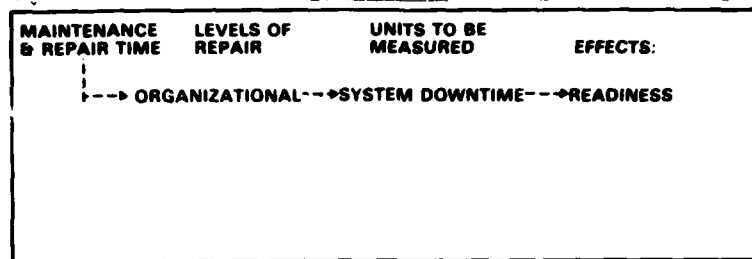 MAINTENANCE LEVELS OF UNITS TO BE
& REPAIR TIME REPAIR MEASURED EFFECTS:
ORGANIZATIONAL SYSTEM DOWNTIME READINESS